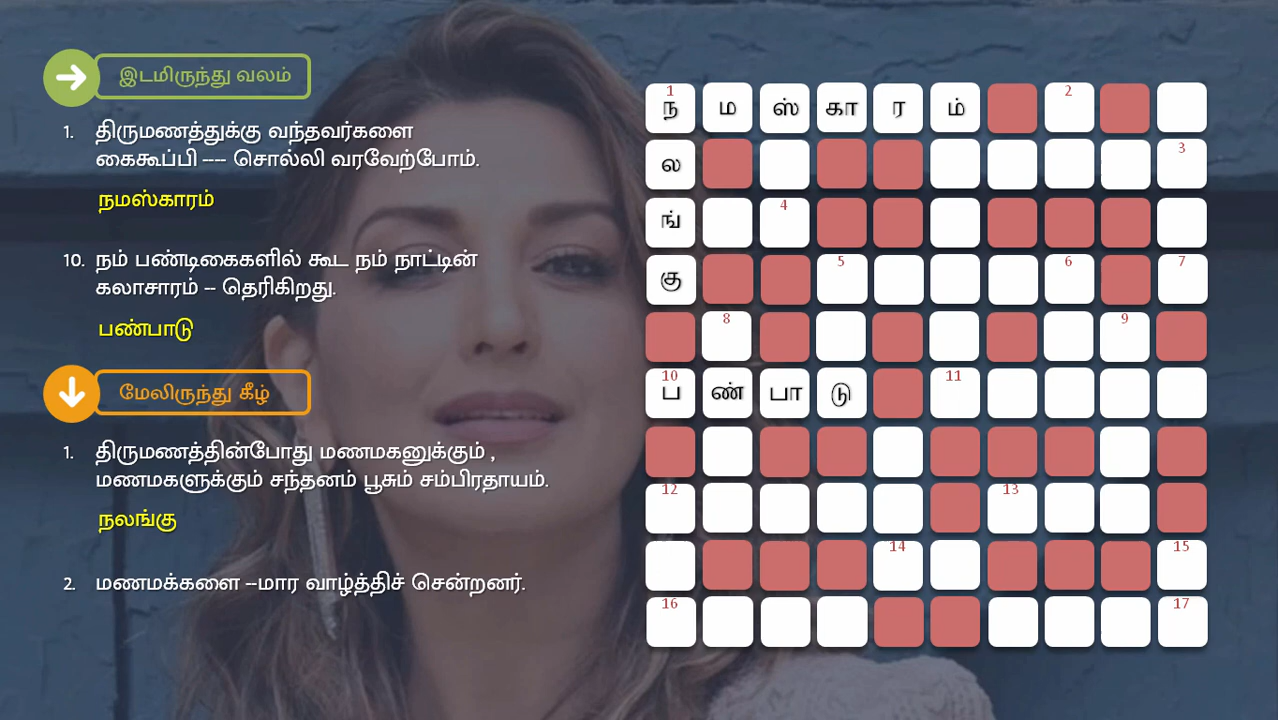 இடமிருந்து வலம்
1. திருமணத்துக்கு வந்தவர்களை
கைகூப்பி ---- சொல்லி வரவேற்போம்.
நமஸ்காரம்
10. நம் பண்டிகைகளில் கூட நம் நாட்டின்
கலாசாரம் -- தெரிகிறது.
பண்பாடு
மேலிருந்து கீழ்
1. திருமணத்தின்போது மணமகனுக்கும் ,
மணமகளுக்கும் சந்தனம் பூசும் சம்பிரதாயம்.
நலங்கு
2. மணமக்களை --மார வாழ்த்திச் சென்றனர்.
1 2
ந ம ஸ் கா ர ம்
3
ல
4
ங்
5 6 7
கு
8 9
10 11
ப ண் பா டு
12 13
14 15
16 17